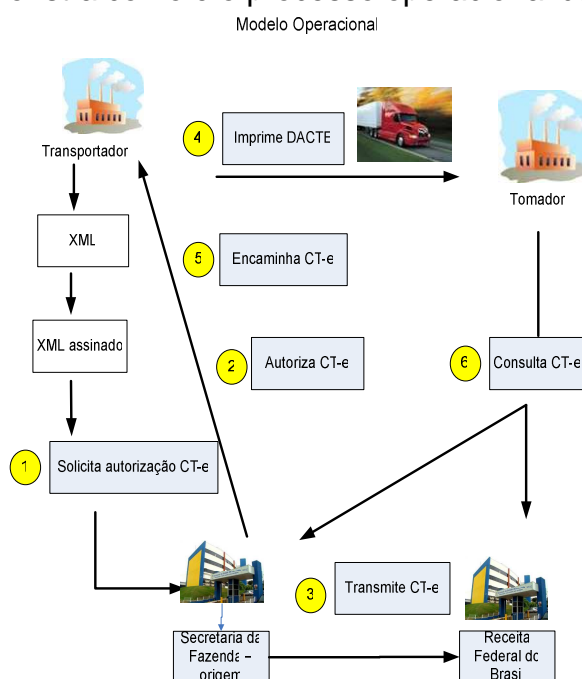 Modelo Operacional
Transportador
4
Imprime DACTE
Tomador
XML
5
Encaminha CT-e
XML assinado
2
Autoriza CT-e
6
Consulta CT-e
1
Solicita autorização CT-e
3
Transmite CT-e
Secretaria da
Fazenda –
origem
Receita
Federal do
Brasil